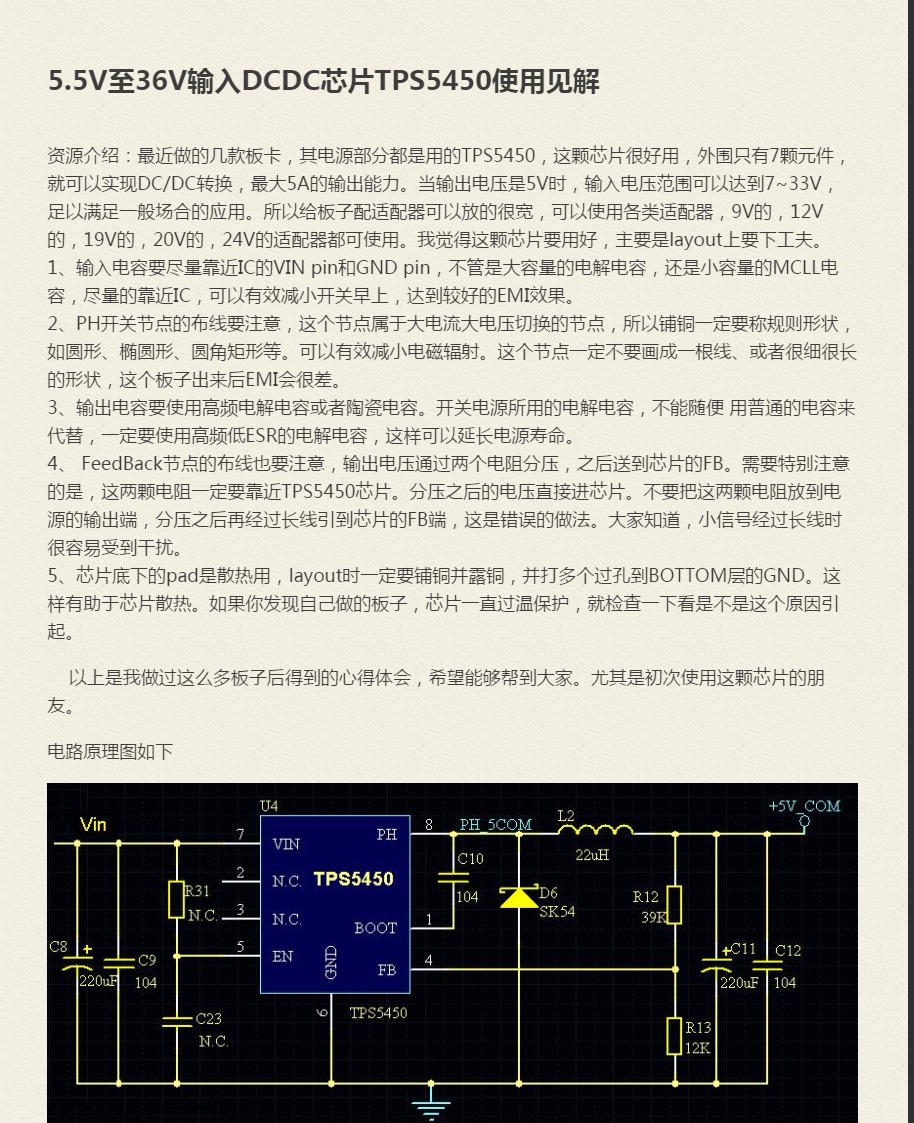 5.5V至36V输入DCDC芯片TPS5450使用见解
资源介绍：最近做的几款板卡，其电源部分都是用的TPS5450，这颗芯片很好用，外围只有7颗元件，
就可以实现DC/DC转换，最大5A的输出能力。当输出电压是5V时，输入电压范围可以达到7~33V，
足以满足一般场合的应用。所以给板子配适配器可以放的很宽，可以使用各类适配器，9V的，12V
的，19V的，20V的，24V的适配器都可使用。我觉得这颗芯片要用好，主要是layout上要下工夫。
1、输入电容要尽量靠近IC的VIN pin和GND pin，不管是大容量的电解电容，还是小容量的MCLL电
容，尽量的靠近IC，可以有效减小开关早上，达到较好的EMI效果。
2、PH开关节点的布线要注意，这个节点属于大电流大电压切换的节点，所以铺铜一定要称规则形状，
如圆形、椭圆形、圆角矩形等。可以有效减小电磁辐射。这个节点一定不要画成一根线、或者很细很长
的形状，这个板子出来后EMI会很差。
3、输出电容要使用高频电解电容或者陶瓷电容。开关电源所用的电解电容，不能随便 用普通的电容来
代替，一定要使用高频低ESR的电解电容，这样可以延长电源寿命。
4、 FeedBack节点的布线也要注意，输出电压通过两个电阻分压，之后送到芯片的FB。需要特别注意
的是，这两颗电阻一定要靠近TPS5450芯片。分压之后的电压直接进芯片。不要把这两颗电阻放到电
源的输出端，分压之后再经过长线引到芯片的FB端，这是错误的做法。大家知道，小信号经过长线时
很容易受到干扰。
5、芯片底下的pad是散热用，layout时一定要铺铜并露铜，并打多个过孔到BOTTOM层的GND。这
样有助于芯片散热。如果你发现自己做的板子，芯片一直过温保护，就检查一下看是不是这个原因引
起。
以上是我做过这么多板子后得到的心得体会，希望能够帮到大家。尤其是初次使用这颗芯片的朋
友。
电路原理图如下
U4
+5V_COM
Vin
7
VIN
PH
8
PH_5COM
L2
22uH
2
N.C.
TPS5450
C10
104
R31
N.C.
3
N.C.
D6
SK54
R12
39K
BOOT
1
5
EN
GND
FB
4
C8
+
220uF
C9
104
+
C11
220uF
C12
104
6
TPS5450
C23
N.C.
R13
12K